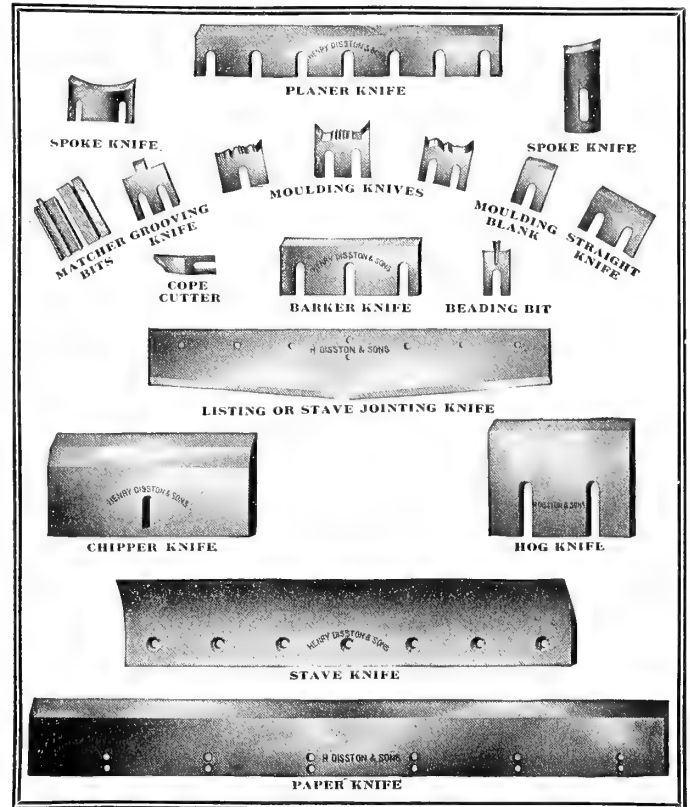 HENRY DISSTON & SONS
PLANER KNIFE
SPOKE KNIFE
SPOKE KNIFE
MOULDING KNIVES
MATCHER BITS
GROOVING KNIFE
MOULDING BLANK
STRAIGHT KNIFE
COPE CUTTER
HENRY DISSTON & SONS
BARKER KNIFE
BEADING BIT
H DISSTON & SONS
LISTING OR STAVE JOINTING KNIFE
HENRY DISSTON & SONS
CHIPPER KNIFE
H DISSTON & SONS
HOG KNIFE
HENRY DISSTON & SONS
STAVE KNIFE
H DISSTON & SONS
PAPER KNIFE